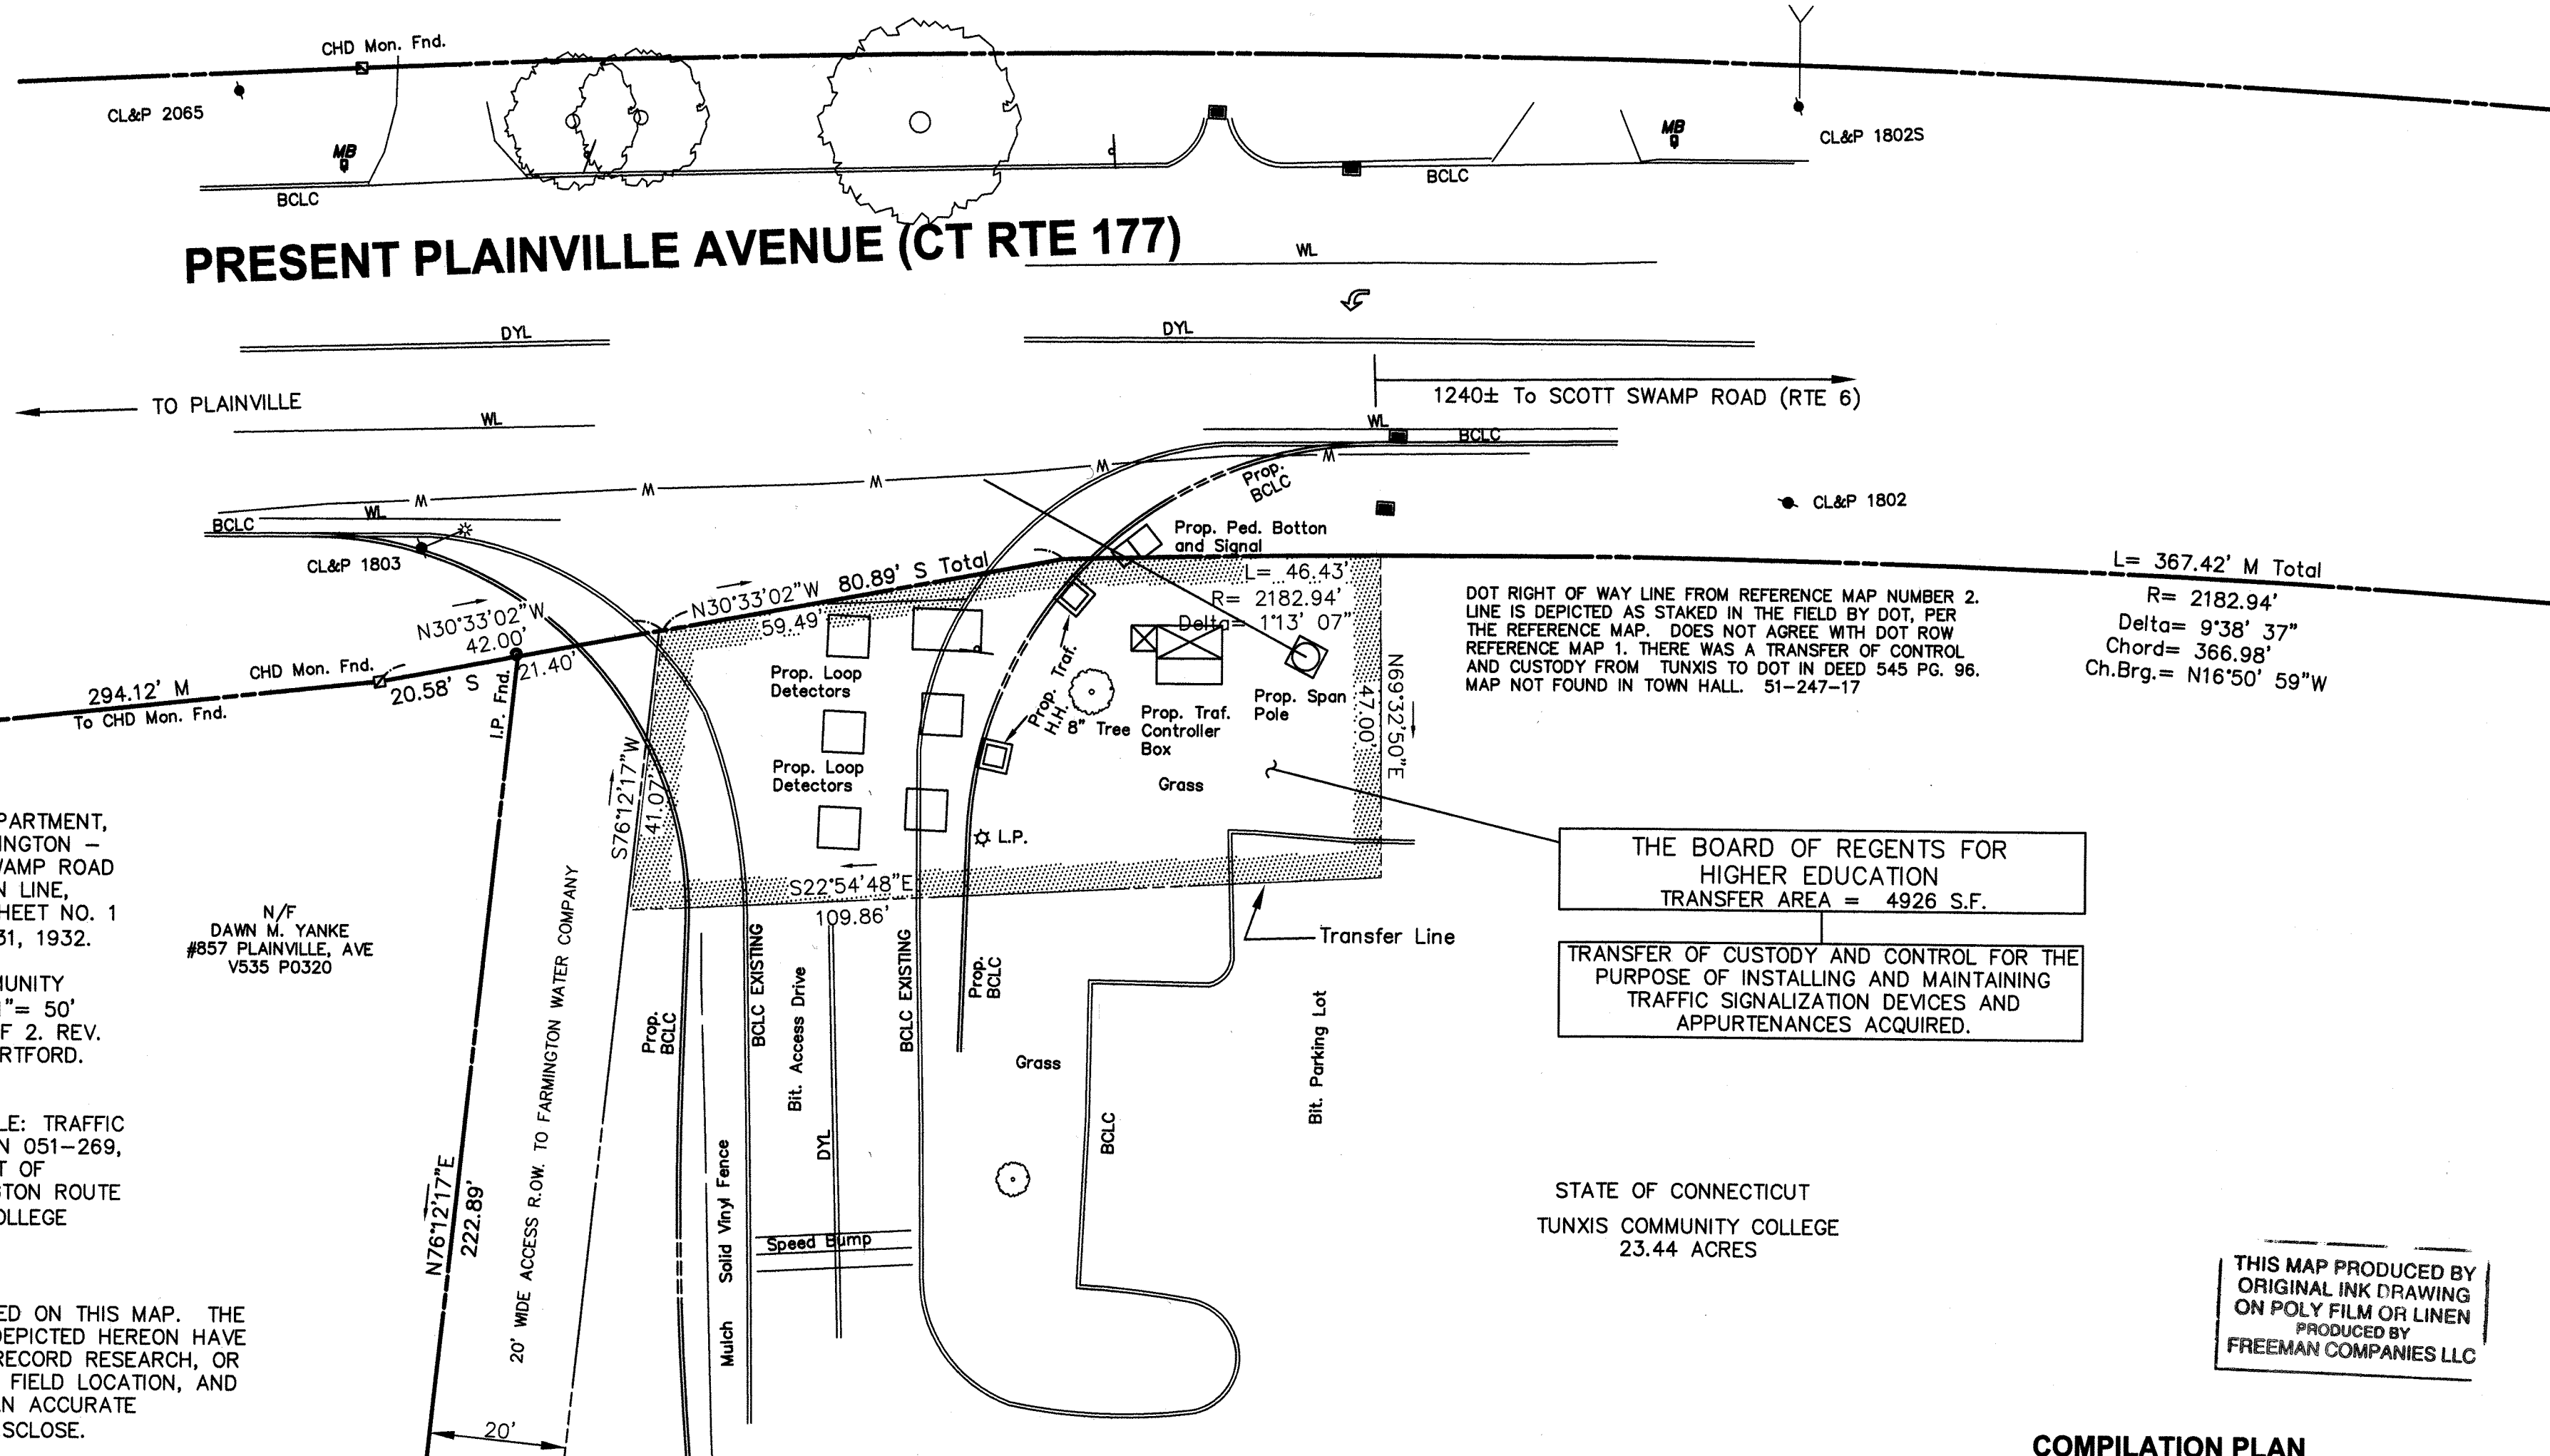 CHD Mon. Fnd.
CL&P 2065
MB
BCLC
MB
CL&P 1802S
BCLC
PRESENT PLAINVILLE AVENUE (CT RTE 177)
WL
DYL
DYL
TO PLAINVILLE
1240± To SCOTT SWAMP ROAD (RTE 6)
WL
WL
BCLC
W
W
W
W
W
Prop.
BCLC
WL
BCLC
CL&P 1803
CL&P 1802
Prop. Ped. Botton
and Signal
N30°33'02"W
42.00'
N30°33'02"W 80.89' S Total
59.49'
L= 46.43'
R= 2182.94'
Delta= 1°13' 07"
L= 367.42' M Total
R= 2182.94'
Delta= 9°38' 37"
Chord= 366.98'
Ch.Brg.= N16°50' 59"W
DOT RIGHT OF WAY LINE FROM REFERENCE MAP NUMBER 2.
LINE IS DEPICTED AS STAKED IN THE FIELD BY DOT, PER
THE REFERENCE MAP. DOES NOT AGREE WITH DOT ROW
REFERENCE MAP 1. THERE WAS A TRANSFER OF CONTROL
AND CUSTODY FROM TUNXIS TO DOT IN DEED 545 PG. 96.
MAP NOT FOUND IN TOWN HALL. 51-247-17
CHD Mon. Fnd.
294.12' M
To CHD Mon. Fnd.
20.58' S
21.40'
I.P. Fnd.
Prop. Loop
Detectors
Prop. Loop
Detectors
Prop. Traf.
H.H.
8" Tree
Prop. Traf.
Controller
Box
Prop. Span
Pole
N69°32'50"E
47.00'
Grass
S76°12'17"W
41.07'
L.P.
S22°54'48"E
109.86'
Transfer Line
THE BOARD OF REGENTS FOR
HIGHER EDUCATION
TRANSFER AREA = 4926 S.F.
TRANSFER OF CUSTODY AND CONTROL FOR THE
PURPOSE OF INSTALLING AND MAINTAINING
TRAFFIC SIGNALIZATION DEVICES AND
APPURTENANCES ACQUIRED.
PARTMENT,
INGTON –
WAMP ROAD
N LINE,
HEET NO. 1
31, 1932.
N/F
DAWN M. YANKE
#857 PLAINVILLE, AVE
V535 P0320
MUNITY
1"= 50'
F 2. REV.
RTFORD.
LE: TRAFFIC
N 051-269,
T OF
GTON ROUTE
OLLEGE
20' WIDE ACCESS R.OW. TO FARMINGTON WATER COMPANY
N76°12'17"E
222.89'
Prop.
BCLC
BCLC EXISTING
Bit. Access Drive
DYL
BCLC EXISTING
Prop.
BCLC
Grass
BCLC
Bit. Parking Lot
Mulch
Solid Vinyl Fence
Speed Bump
STATE OF CONNECTICUT
TUNXIS COMMUNITY COLLEGE
23.44 ACRES
ED ON THIS MAP. THE
DEPICTED HEREON HAVE
RECORD RESEARCH, OR
FIELD LOCATION, AND
AN ACCURATE
SCLOSE.
20'
THIS MAP PRODUCED BY
ORIGINAL INK DRAWING
ON POLY FILM OR LINEN
PRODUCED BY
FREEMAN COMPANIES LLC
COMPILATION PLAN